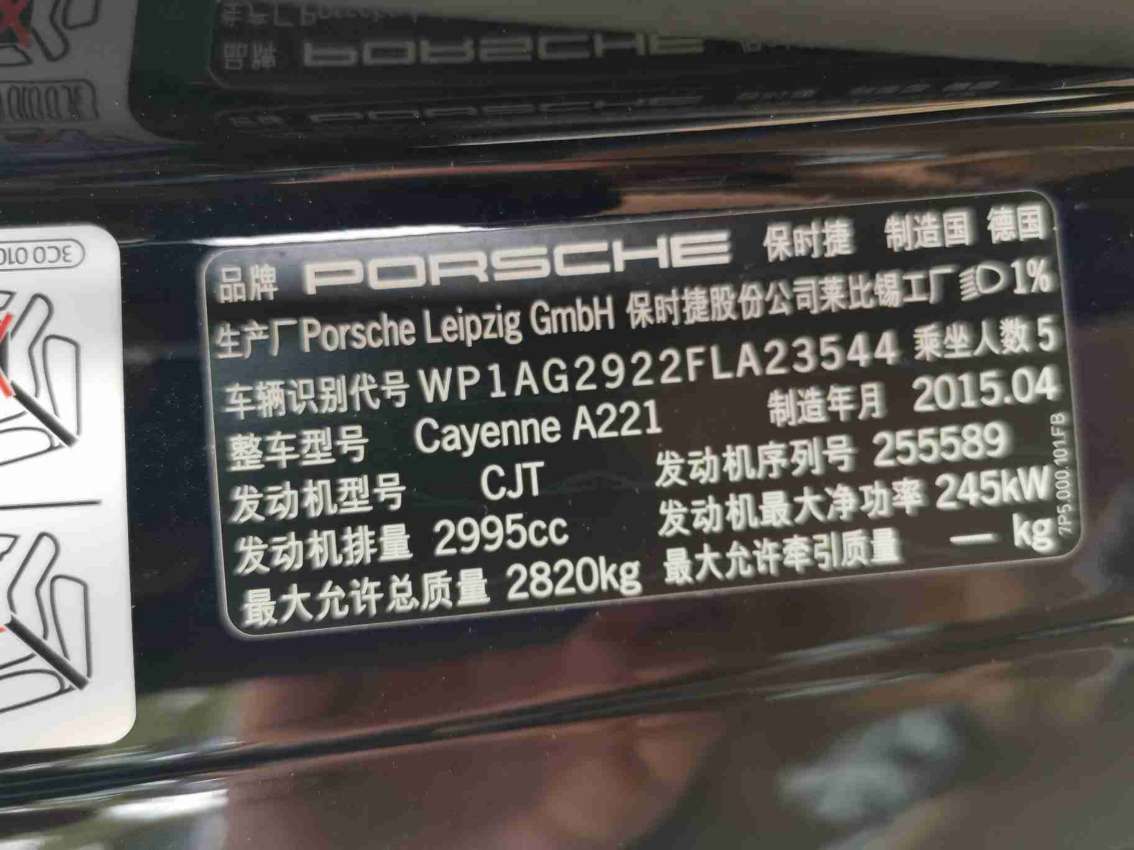 品牌 PORSCHE 保时捷 制造国 德国
生产厂 Porsche Leipzig GmbH 保时捷股份公司莱比锡工厂 1%
车辆识别代号 WP1AG2922FLA23544 乘坐人数 5
整车型号 Cayenne A221 制造年月 2015.04
发动机型号 CJT 发动机序列号 255589
发动机排量 2995cc 发动机最大净功率 245kW
最大允许总质量 2820kg 最大允许牵引质量 — kg
7P5.000.101.FB
3C0 010